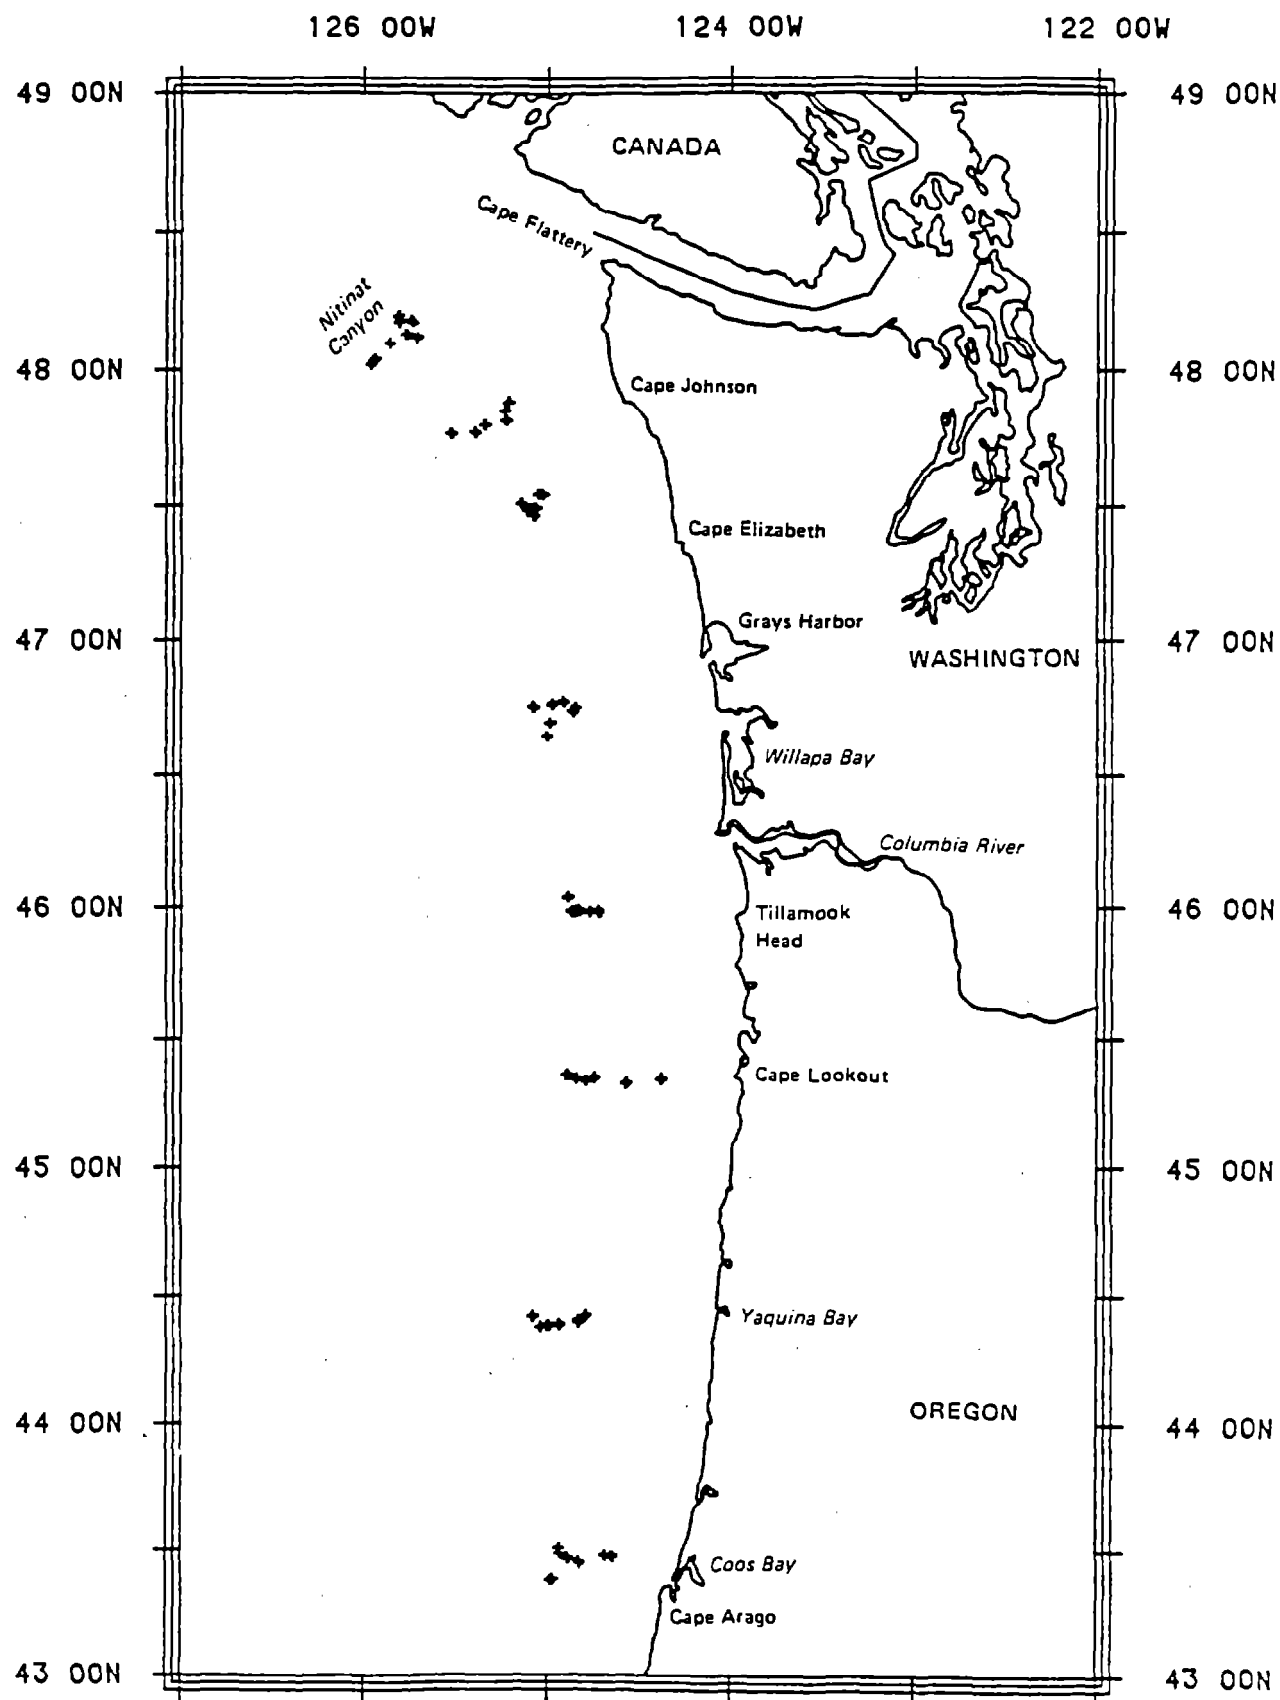 126 00W
124 00W
122 00W
49 00N
49 00N
CANADA
Cape Flattery
Nitinat
Canyon
48 00N
48 00N
Cape Johnson
Cape Elizabeth
Grays Harbor
47 00N
47 00N
WASHINGTON
Willapa Bay
Columbia River
46 00N
46 00N
Tillamook
Head
Cape Lookout
45 00N
45 00N
Yaquina Bay
OREGON
44 00N
44 00N
Coos Bay
Cape Arago
43 00N
43 00N